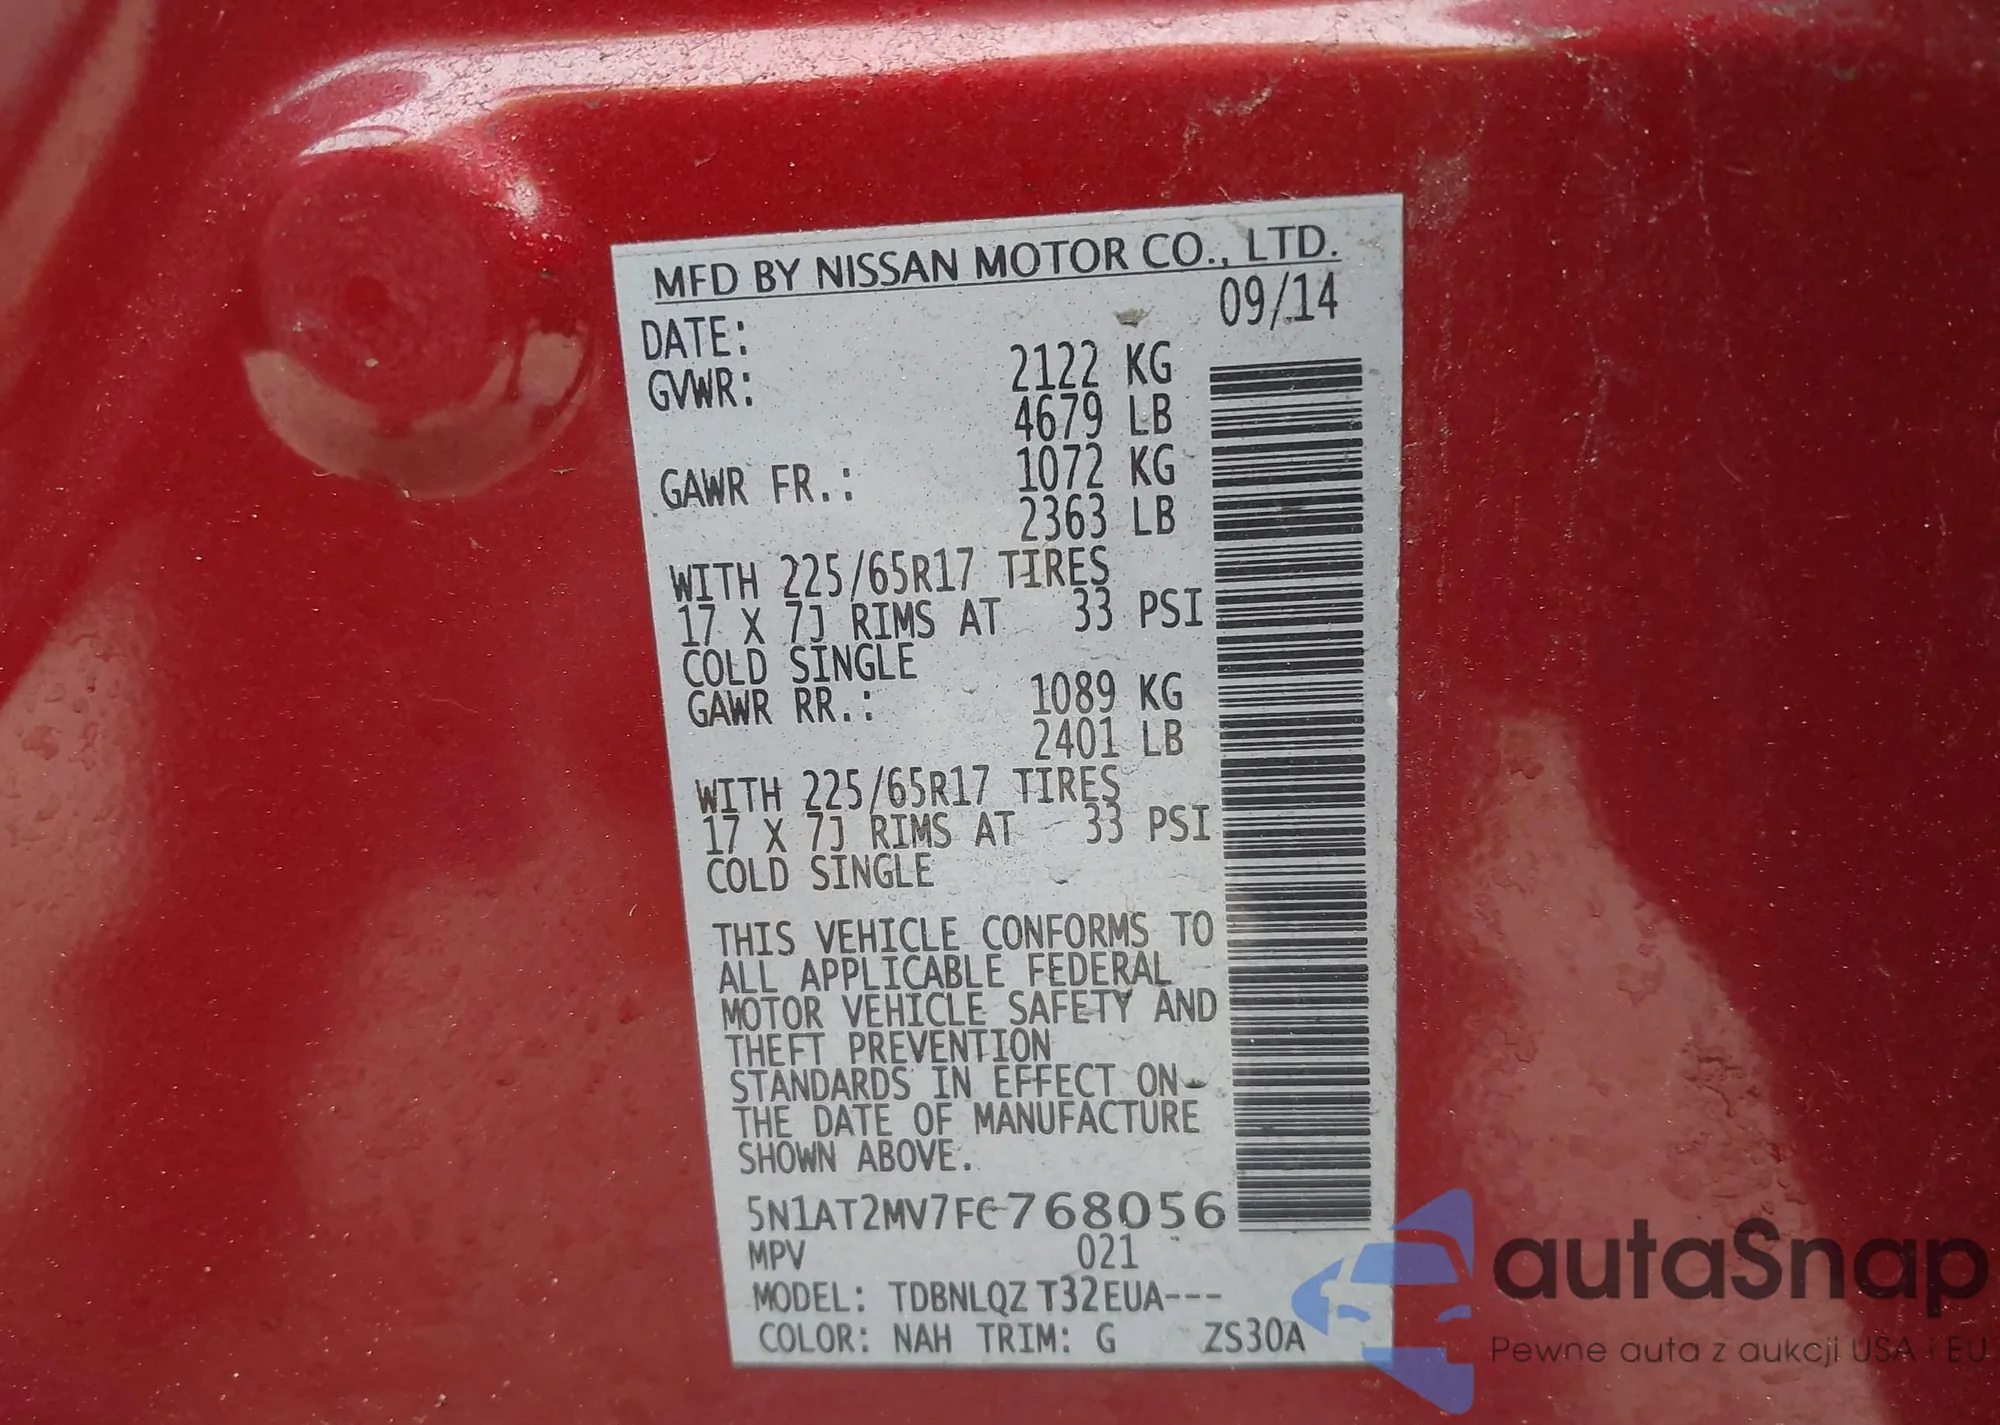 MFD BY NISSAN MOTOR CO., LTD.
DATE: 09/14
GVWR: 2122 KG
4679 LB
GAWR FR.: 1072 KG
2363 LB
WITH 225/65R17 TIRES
17 X 7J RIMS AT 33 PSI
COLD SINGLE
GAWR RR.: 1089 KG
2401 LB
WITH 225/65R17 TIRES
17 X 7J RIMS AT 33 PSI
COLD SINGLE
THIS VEHICLE CONFORMS TO
ALL APPLICABLE FEDERAL
MOTOR VEHICLE SAFETY AND
THEFT PREVENTION
STANDARDS IN EFFECT ON
THE DATE OF MANUFACTURE
SHOWN ABOVE.
5N1AT2MV7FC768056
MPV 021
MODEL: TDBNLQZ T32EUA---
COLOR: NAH TRIM: G ZS30A
autaSnap
Pewne auta z aukcji USA i EU